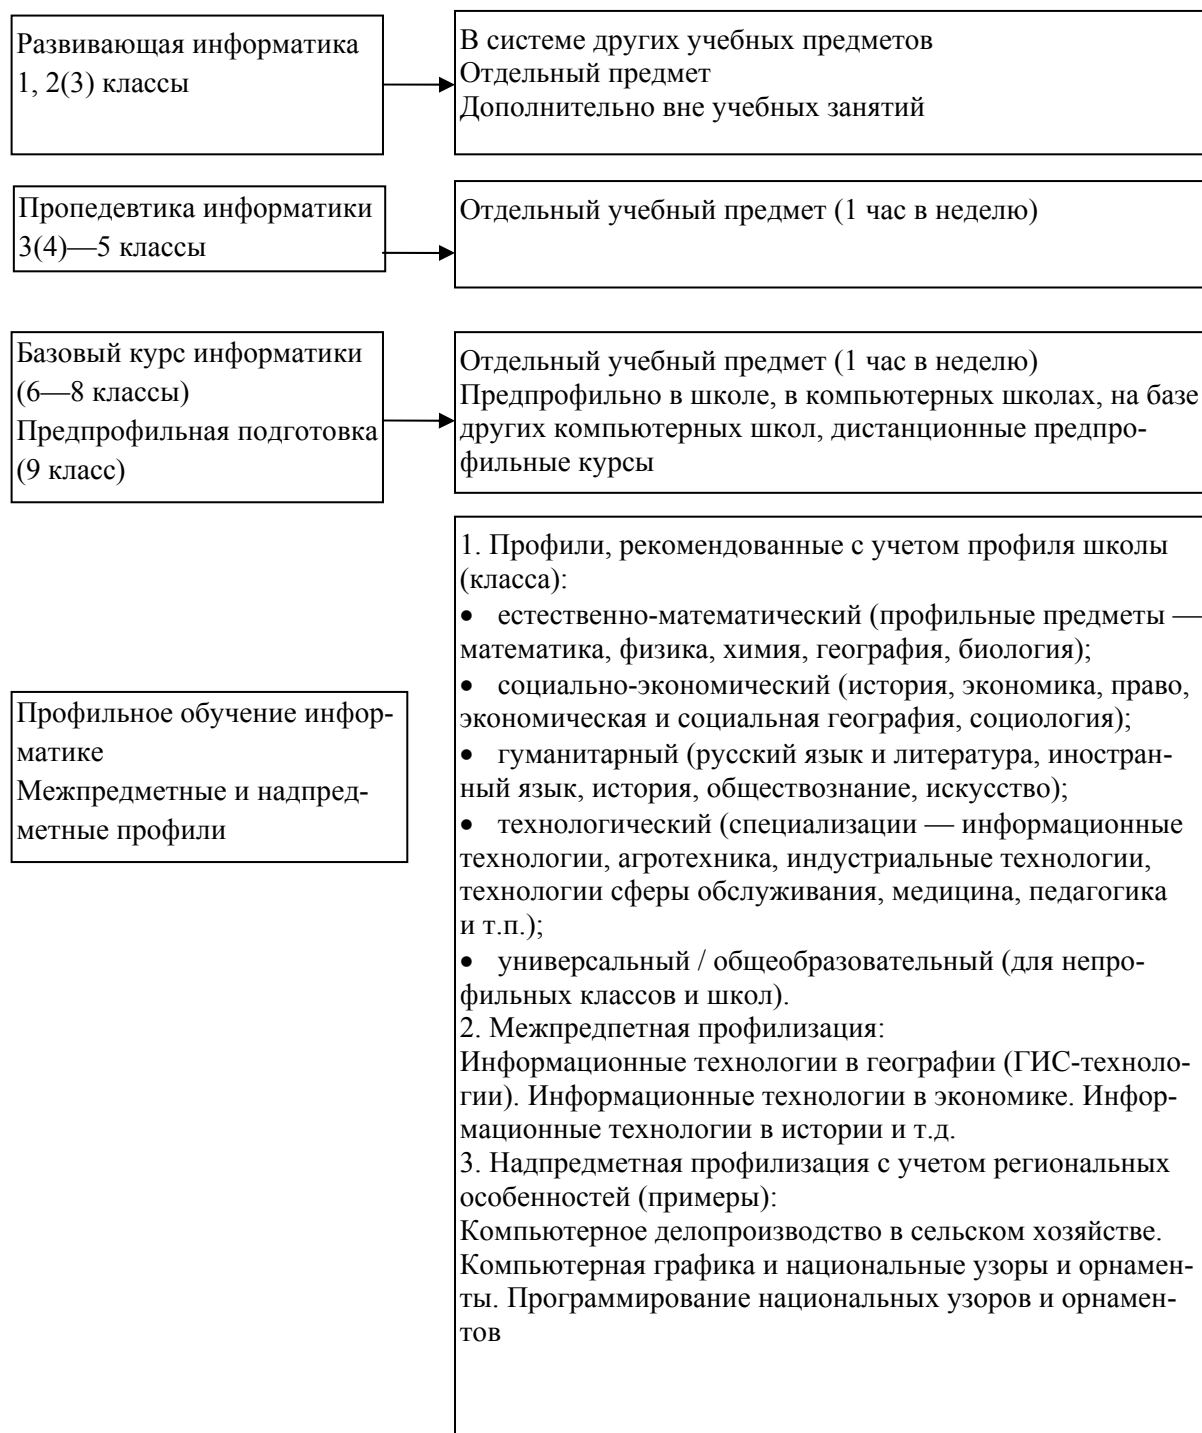 Развивающая информатика
1, 2(3) классы
В системе других учебных предметов
Отдельный предмет
Дополнительно вне учебных занятий
Пропедевтика информатики
3(4)—5 классы
Отдельный учебный предмет (1 час в неделю)
Базовый курс информатики
(6—8 классы)
Предпрофильная подготовка
(9 класс)
Отдельный учебный предмет (1 час в неделю)
Предпрофильно в школе, в компьютерных школах, на базе
других компьютерных школ, дистанционные предпро-
фильные курсы
Профильное обучение инфор-
матике
Межпредметные и надпред-
метные профили
1. Профили, рекомендованные с учетом профиля школы
(класса):
• естественно-математический (профильные предметы —
математика, физика, химия, география, биология);
• социально-экономический (история, экономика, право,
экономическая и социальная география, социология);
• гуманитарный (русский язык и литература, иностран-
ный язык, история, обществознание, искусство);
• технологический (специализации — информационные
технологии, агротехника, индустриальные технологии,
технологии сферы обслуживания, медицина, педагогика
и т.п.);
• универсальный / общеобразовательный (для непро-
фильных классов и школ).
2. Межпредпетная профилизация:
Информационные технологии в географии (ГИС-техноло-
гии). Информационные технологии в экономике. Инфор-
мационные технологии в истории и т.д.
3. Надпредметная профилизация с учетом региональных
особенностей (примеры):
Компьютерное делопроизводство в сельском хозяйстве.
Компьютерная графика и национальные узоры и орнамен-
ты. Программирование национальных узоров и орнамен-
тов